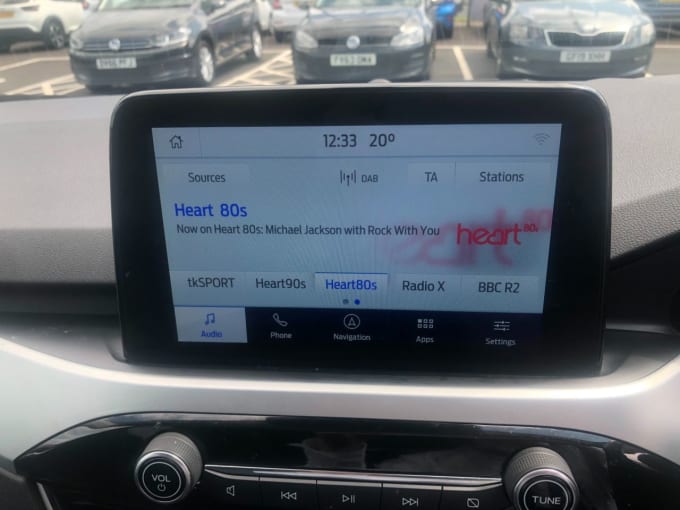 12:33 20°
Sources DAB TA Stations
Heart 80s
Now on Heart 80s: Michael Jackson with Rock With You
heart 80s
tkSPORT Heart90s Heart80s Radio X BBC R2
Audio Phone Navigation Apps Settings
VOL
TUNE